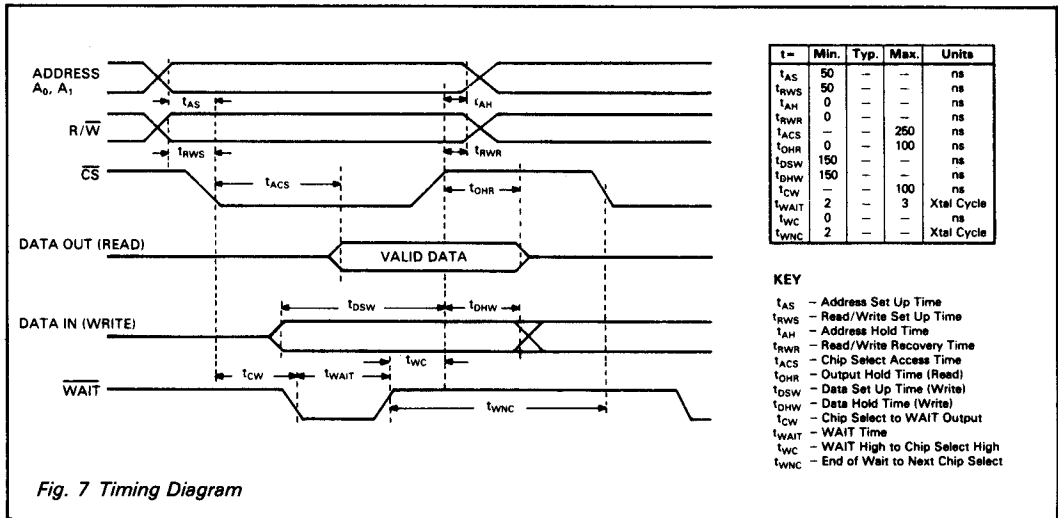 ADDRESS
A0, A1
tAS
tAH
R/W̅
tRWS
tRWR
C̅S̅
tACS
tOHR
DATA OUT (READ)
VALID DATA
DATA IN (WRITE)
tDSW
tDHW
tWC
W̅A̅I̅T̅
tCW
tWAIT
tWNC
Fig. 7 Timing Diagram
t= Min. Typ. Max. Units
tAS 50 – – ns
tRWS 50 – – ns
tAH 0 – – ns
tRWR 0 – – ns
tACS – – 250 ns
tOHR 0 – 100 ns
tDSW 150 – – ns
tDHW 150 – – ns
tCW – – 100 ns
tWAIT 2 – 3 Xtal Cycle
tWC 0 – – ns
tWNC 2 – – Xtal Cycle
KEY
tAS – Address Set Up Time
tRWS – Read/Write Set Up Time
tAH – Address Hold Time
tRWR – Read/Write Recovery Time
tACS – Chip Select Access Time
tOHR – Output Hold Time (Read)
tDSW – Data Set Up Time (Write)
tDHW – Data Hold Time (Write)
tCW – Chip Select to WAIT Output
tWAIT – WAIT Time
tWC – WAIT High to Chip Select High
tWNC – End of Wait to Next Chip Select